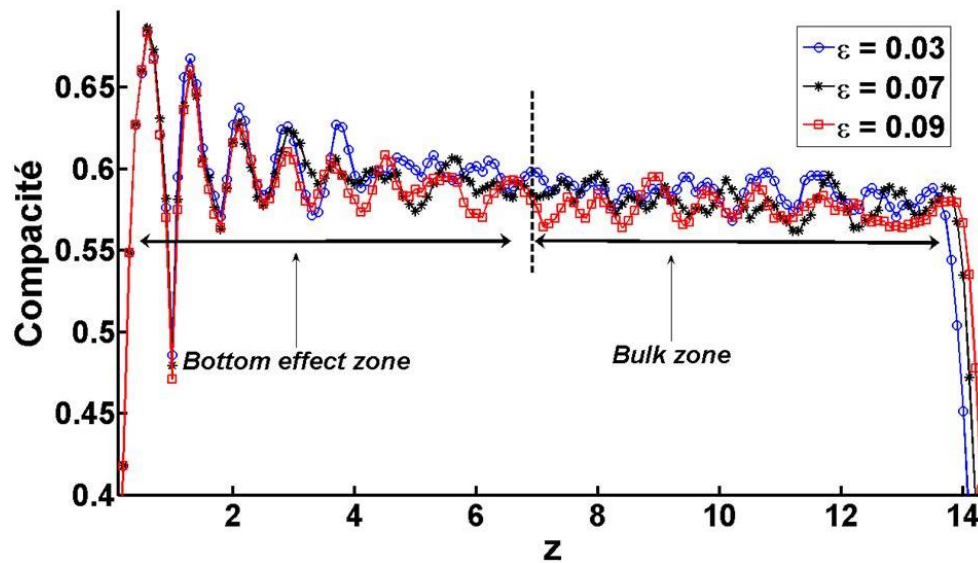 ε = 0.03
ε = 0.07
ε = 0.09
Compacité
0.65
0.6
0.55
0.5
0.45
0.4
Bottom effect zone
Bulk zone
2 4 6 8 10 12 14
z